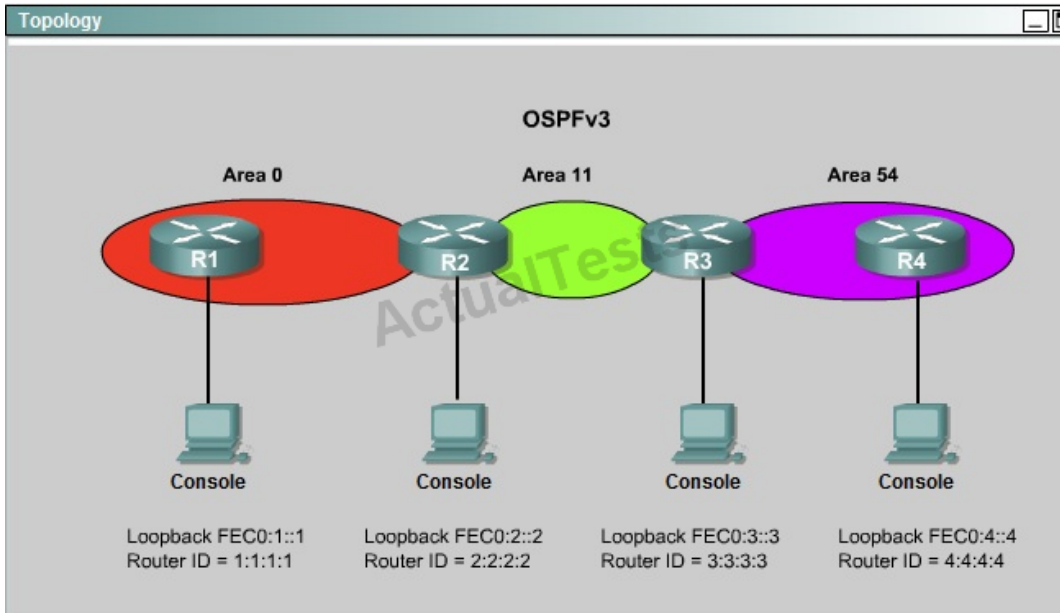 Topology
OSPFv3
Area 0
Area 11
Area 54
R1
R2
R3
R4
ActualTests
Console
Console
Console
Console
Loopback FEC0:1::1
Router ID = 1:1:1:1
Loopback FEC0:2::2
Router ID = 2:2:2:2
Loopback FEC0:3::3
Router ID = 3:3:3:3
Loopback FEC0:4::4
Router ID = 4:4:4:4